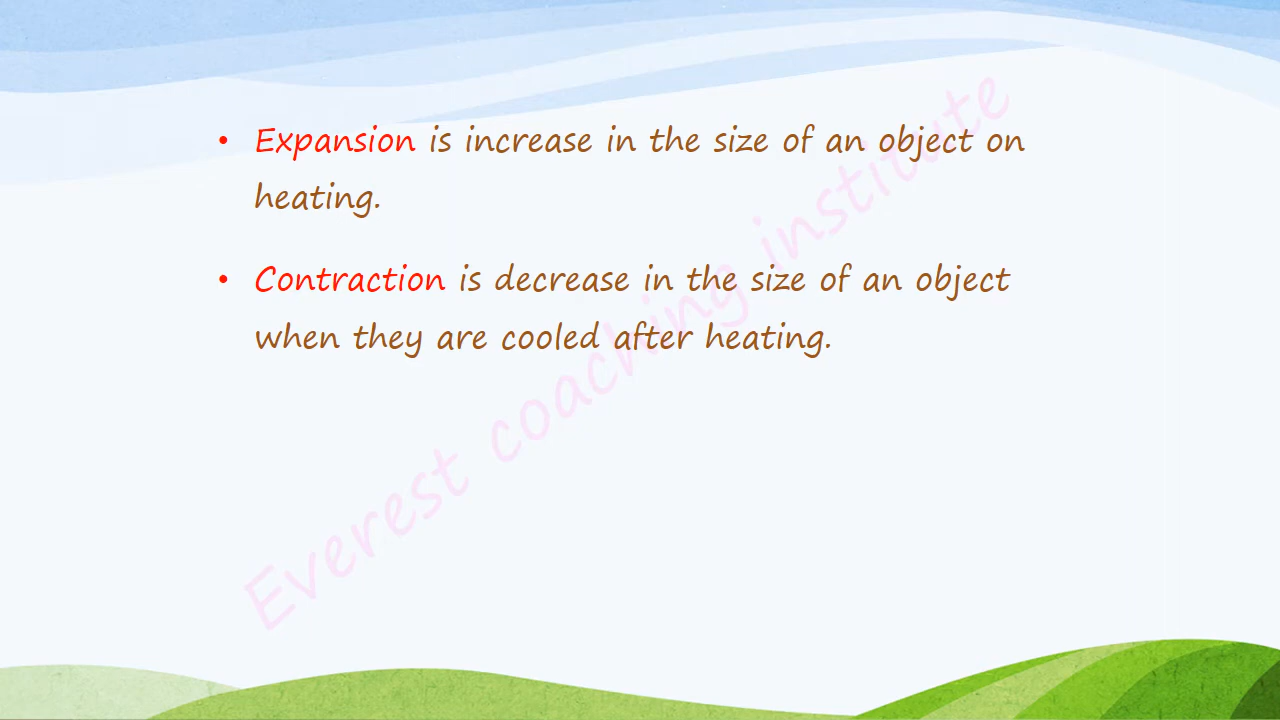 • Expansion is increase in the size of an object on
heating.
• Contraction is decrease in the size of an object
when they are cooled after heating.
Everest coaching institute